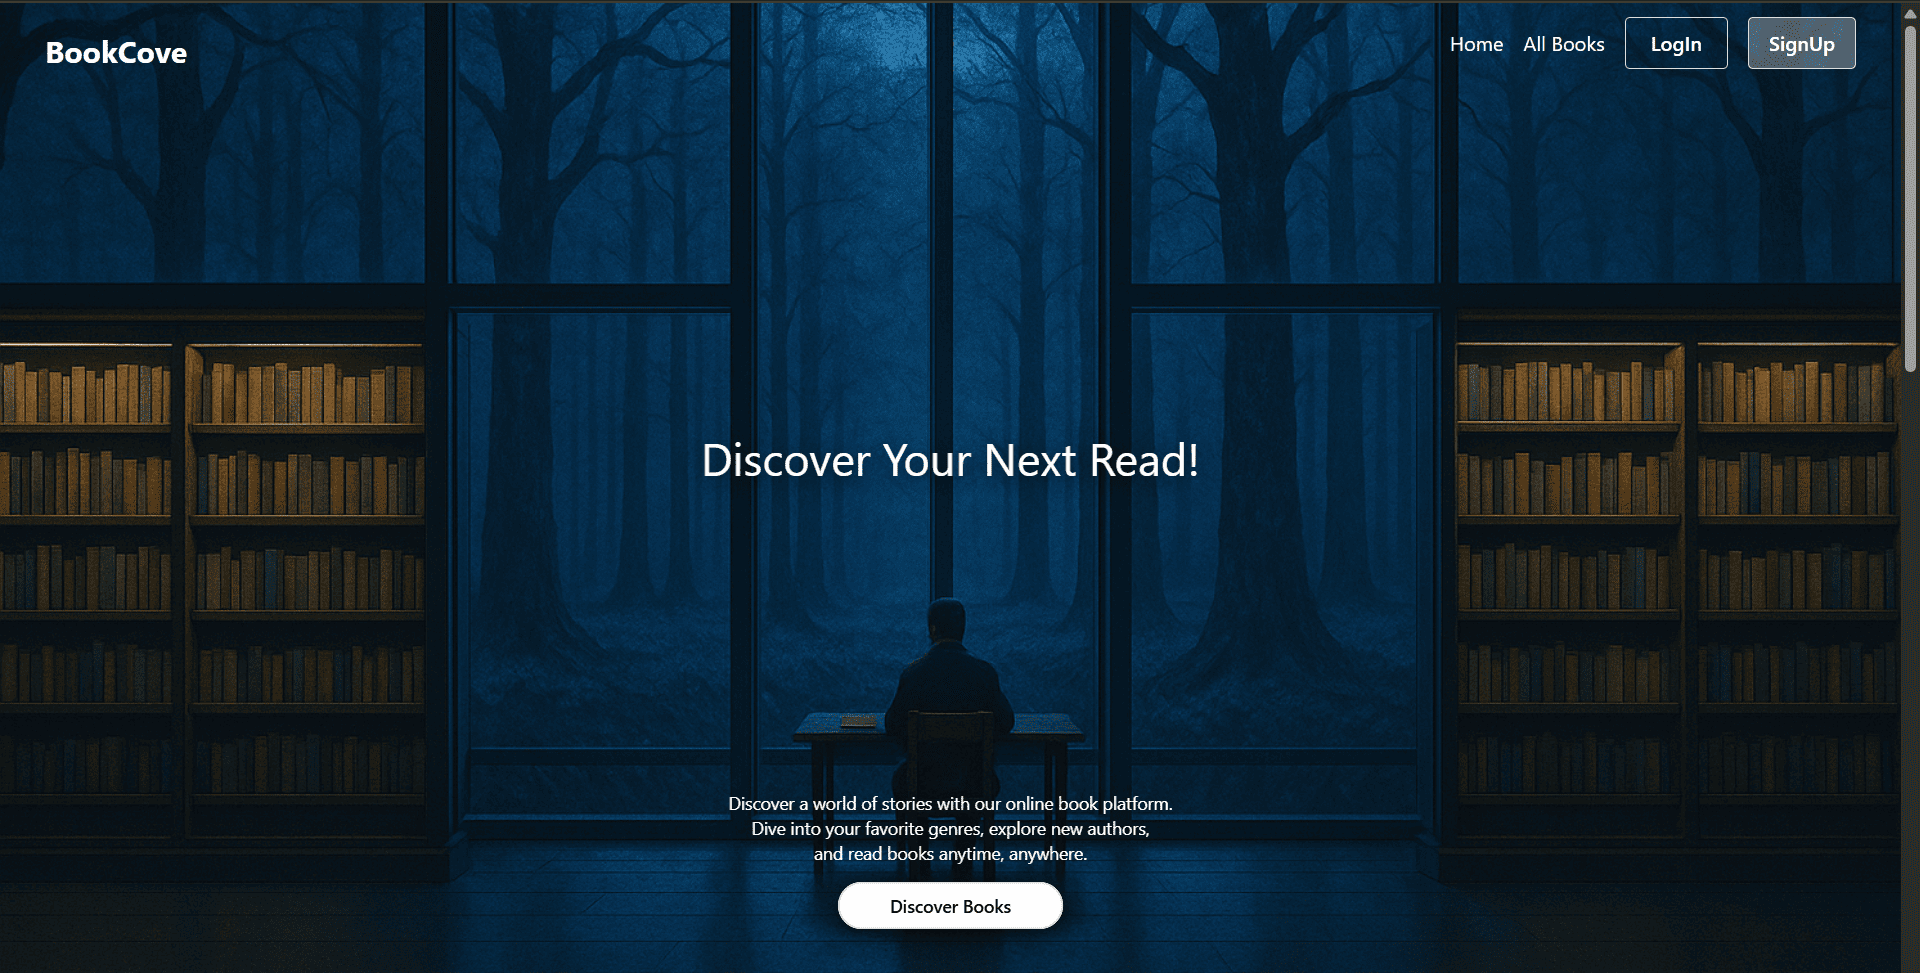 BookCove
Home
All Books
LogIn
SignUp
Discover Your Next Read!
Discover a world of stories with our online book platform.
Dive into your favorite genres, explore new authors,
and read books anytime, anywhere.
Discover Books